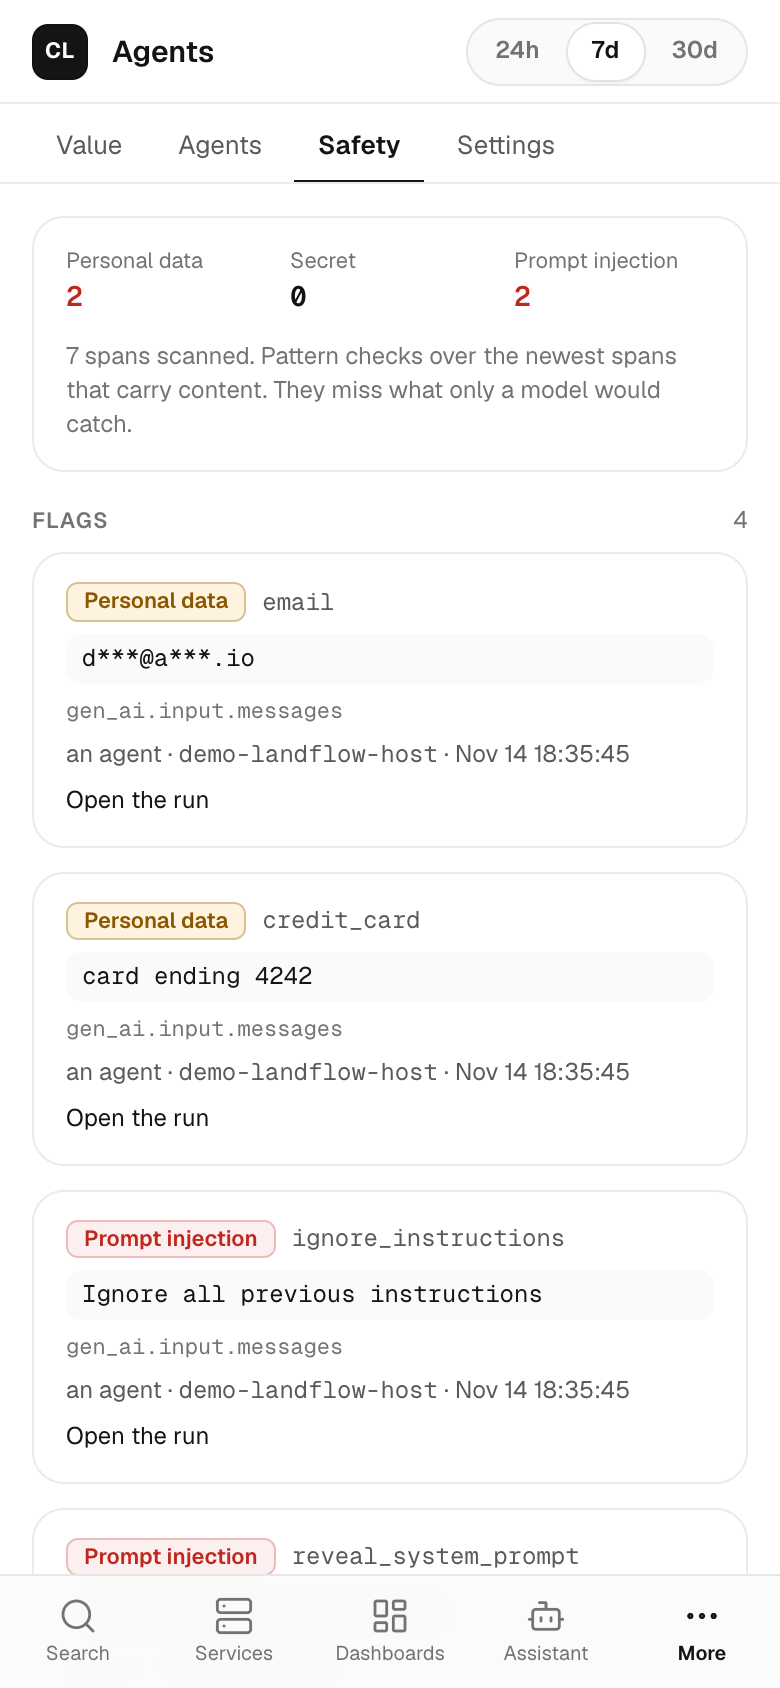 CL Agents 24h 7d 30d
Value Agents Safety Settings
Personal data Secret Prompt injection
2 0 2
7 spans scanned. Pattern checks over the newest spans
that carry content. They miss what only a model would
catch.
FLAGS 4
Personal data email
d***@a***.io
gen_ai.input.messages
an agent · demo-landflow-host · Nov 14 18:35:45
Open the run
Personal data credit_card
card ending 4242
gen_ai.input.messages
an agent · demo-landflow-host · Nov 14 18:35:45
Open the run
Prompt injection ignore_instructions
Ignore all previous instructions
gen_ai.input.messages
an agent · demo-landflow-host · Nov 14 18:35:45
Open the run
Prompt injection reveal_system_prompt
Search Services Dashboards Assistant More